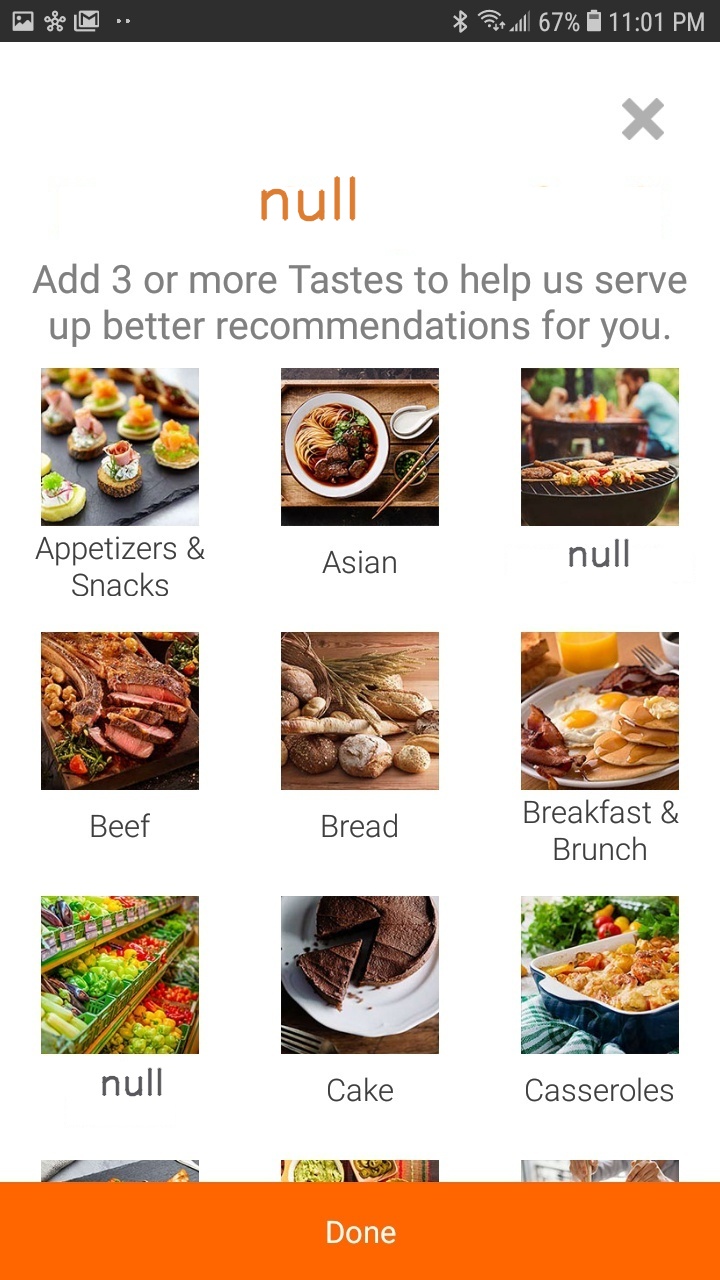 67% 11:01 PM
null
Add 3 or more Tastes to help us serve
up better recommendations for you.
Appetizers &
Snacks
Asian
null
Beef
Bread
Breakfast &
Brunch
null
Cake
Casseroles
Done